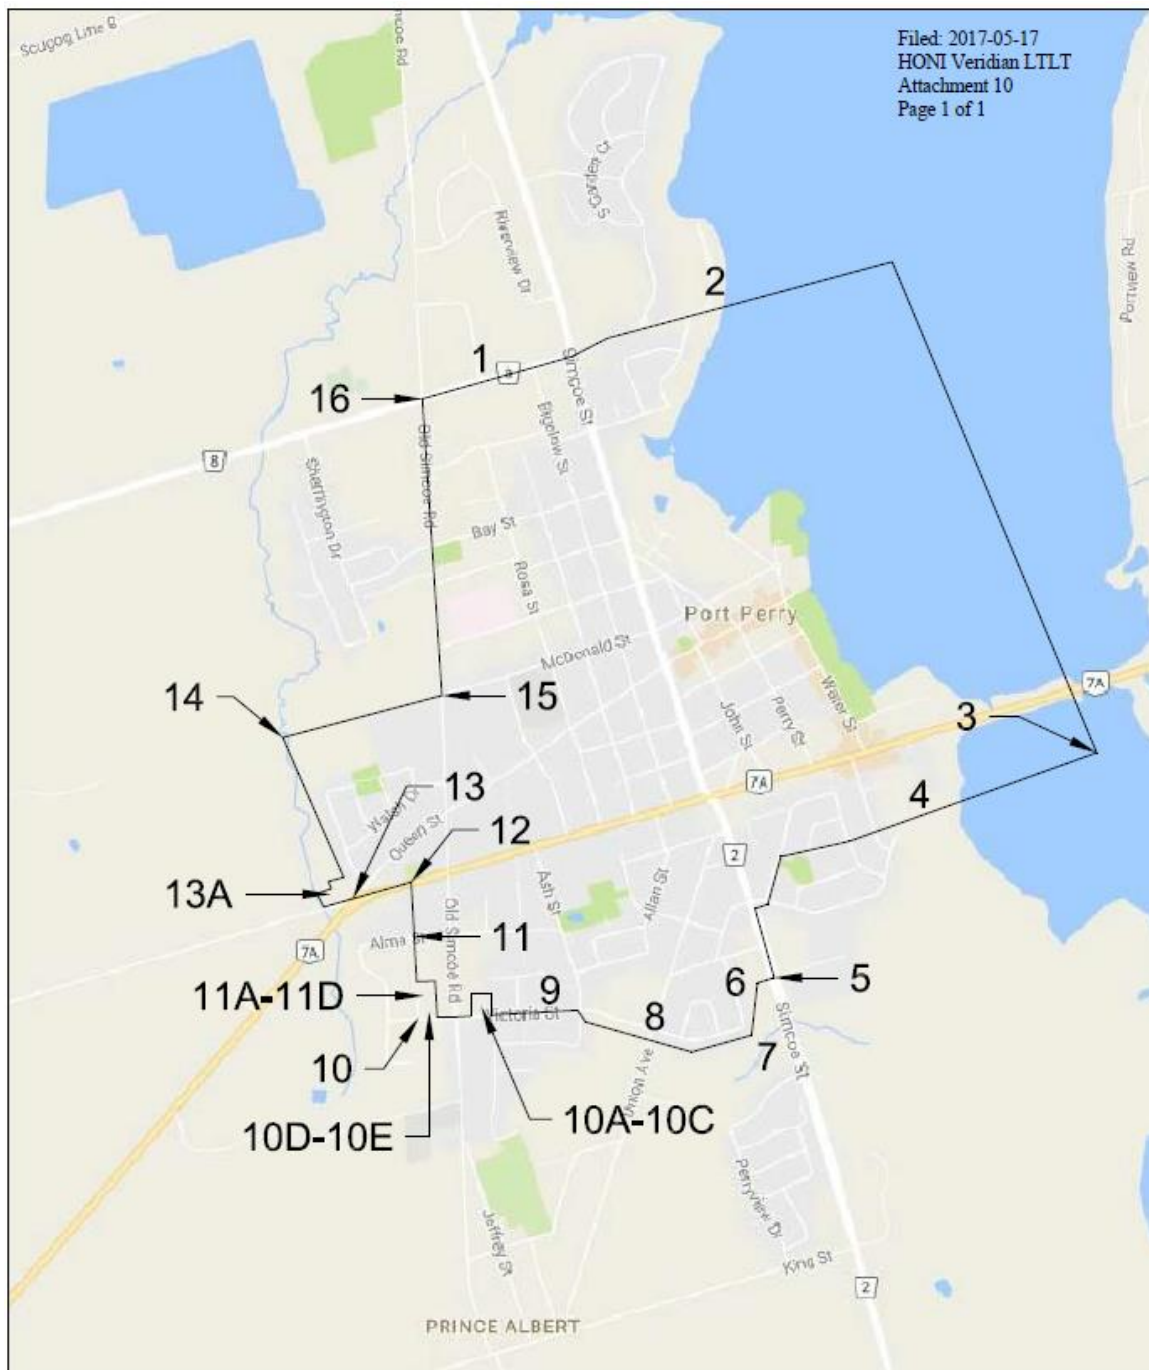 Scugog Line 8
Simcoe Rd
Filed: 2017-05-17
HONI Veridian LTLT
Attachment 10
Page 1 of 1
S Garden Ct
Riverview Dr
Portview Rd
2
1
8
Simcoe St
16
Bigelow St
Old Simcoe Rd
8
Sherrington Dr
Bay St
Rosa St
Port Perry
McDonald St
7A
14
15
Water St
Perry St
John St
3
7A
13
4
Walsh Dr
Queen St
12
2
13A
Ash St
Allan St
Old Simcoe Rd
Alma St
11
7A
11A-11D
9
6
5
Victoria St
8
Simcoe St
7
10
Union Ave
10D-10E
10A-10C
Perryview Dr
Jeffrey St
King St
2
PRINCE ALBERT